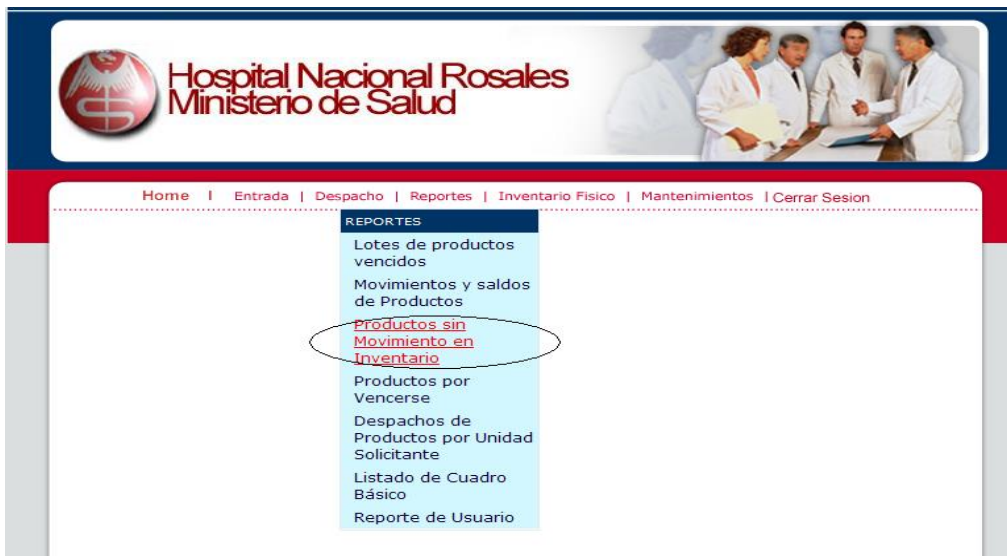 Hospital Nacional Rosales
Ministerio de Salud
Home | Entrada | Despacho | Reportes | Inventario Fisico | Mantenimientos | Cerrar Sesion
REPORTES
Lotes de productos
vencidos
Movimientos y saldos
de Productos
Productos sin
Movimiento en
Inventario
Productos por
Vencerse
Despachos de
Productos por Unidad
Solicitante
Listado de Cuadro
Básico
Reporte de Usuario